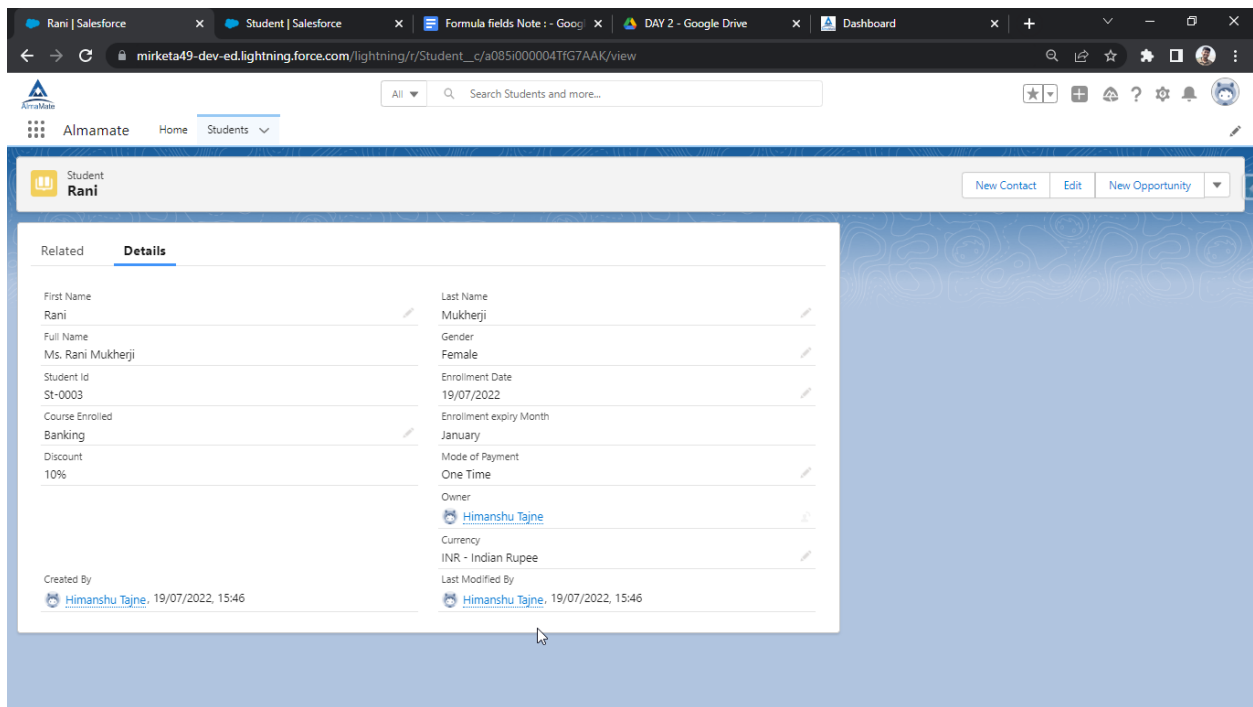 Rani | Salesforce
Student | Salesforce
Formula fields Note : - Googl
DAY 2 - Google Drive
Dashboard
mirketa49-dev-ed.lightning.force.com/lightning/r/Student__c/a085i000004TfG7AAK/view
AlmaMate
All
Search Students and more...
Almamate
Home
Students
Student
Rani
New Contact
Edit
New Opportunity
Related
Details
First Name
Rani
Last Name
Mukherji
Full Name
Ms. Rani Mukherji
Gender
Female
Student Id
St-0003
Enrollment Date
19/07/2022
Course Enrolled
Banking
Enrollment expiry Month
January
Discount
10%
Mode of Payment
One Time
Owner
Himanshu Tajne
Currency
INR - Indian Rupee
Created By
Himanshu Tajne, 19/07/2022, 15:46
Last Modified By
Himanshu Tajne, 19/07/2022, 15:46